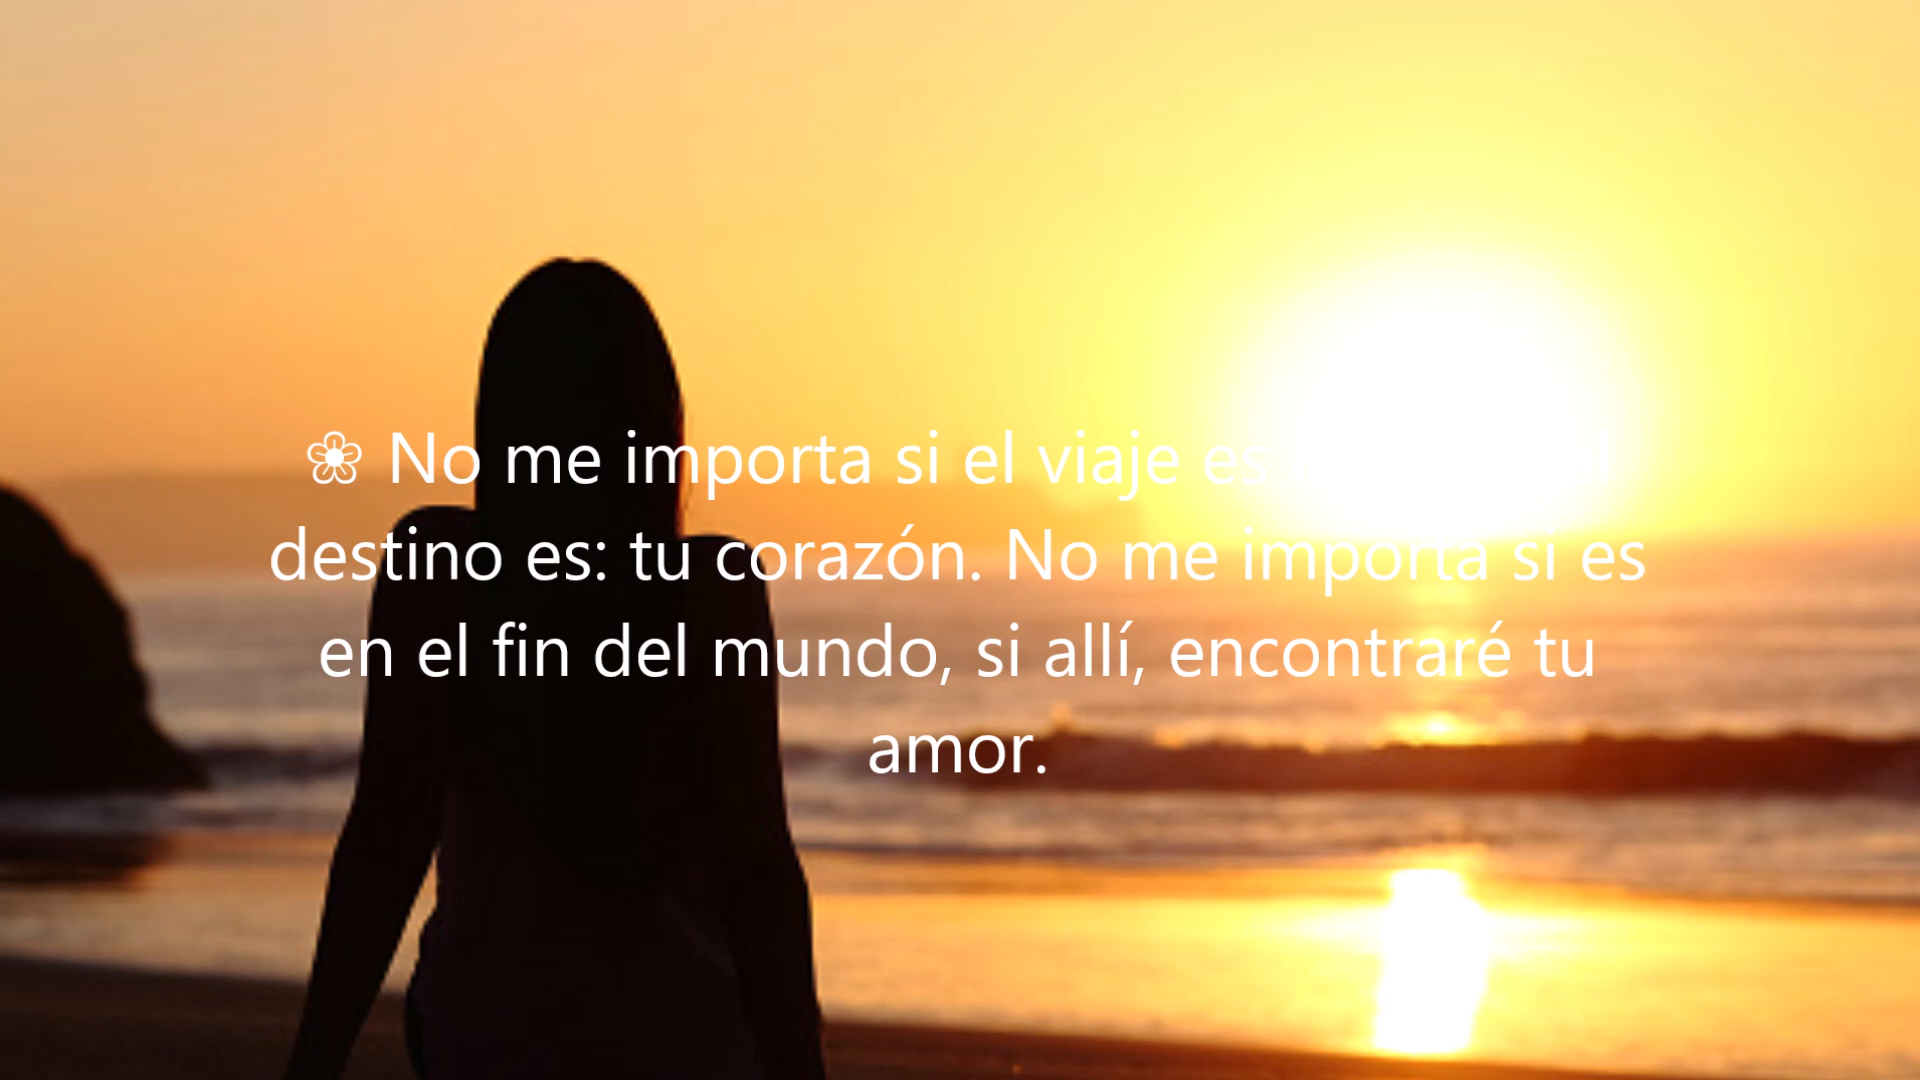 ❀ No me importa si el viaje es
destino es: tu corazón. No me importa si es
en el fin del mundo, si allí, encontraré tu
amor.